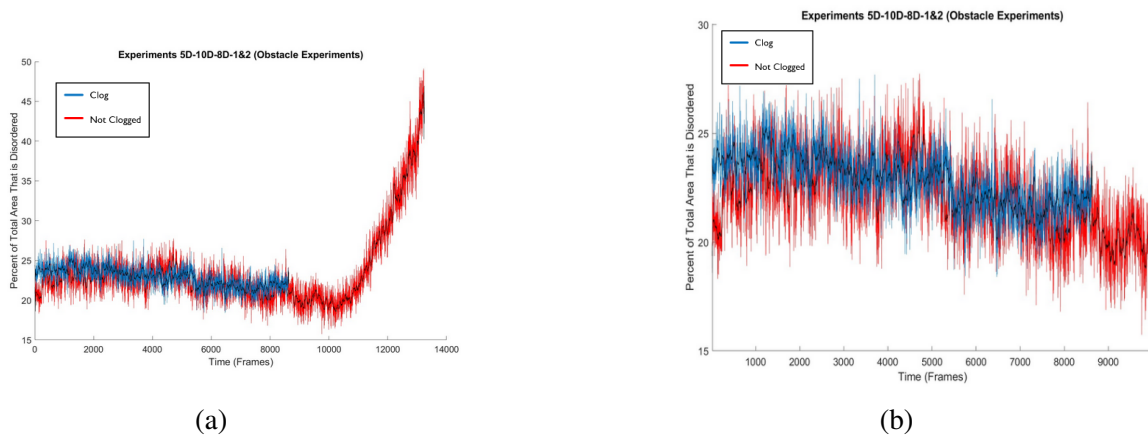 Experiments 5D-10D-8D-1&2 (Obstacle Experiments)
50
45
40
35
30
25
20
15
Percent of Total Area That is Disordered
Clog
Not Clogged
0
2000
4000
6000
8000
10000
12000
14000
Time (Frames)
(a)
Experiments 5D-10D-8D-1&2 (Obstacle Experiments)
30
25
20
15
Percent of Total Area That is Disordered
Clog
Not Clogged
1000
2000
3000
4000
5000
6000
7000
8000
9000
Time (Frames)
(b)